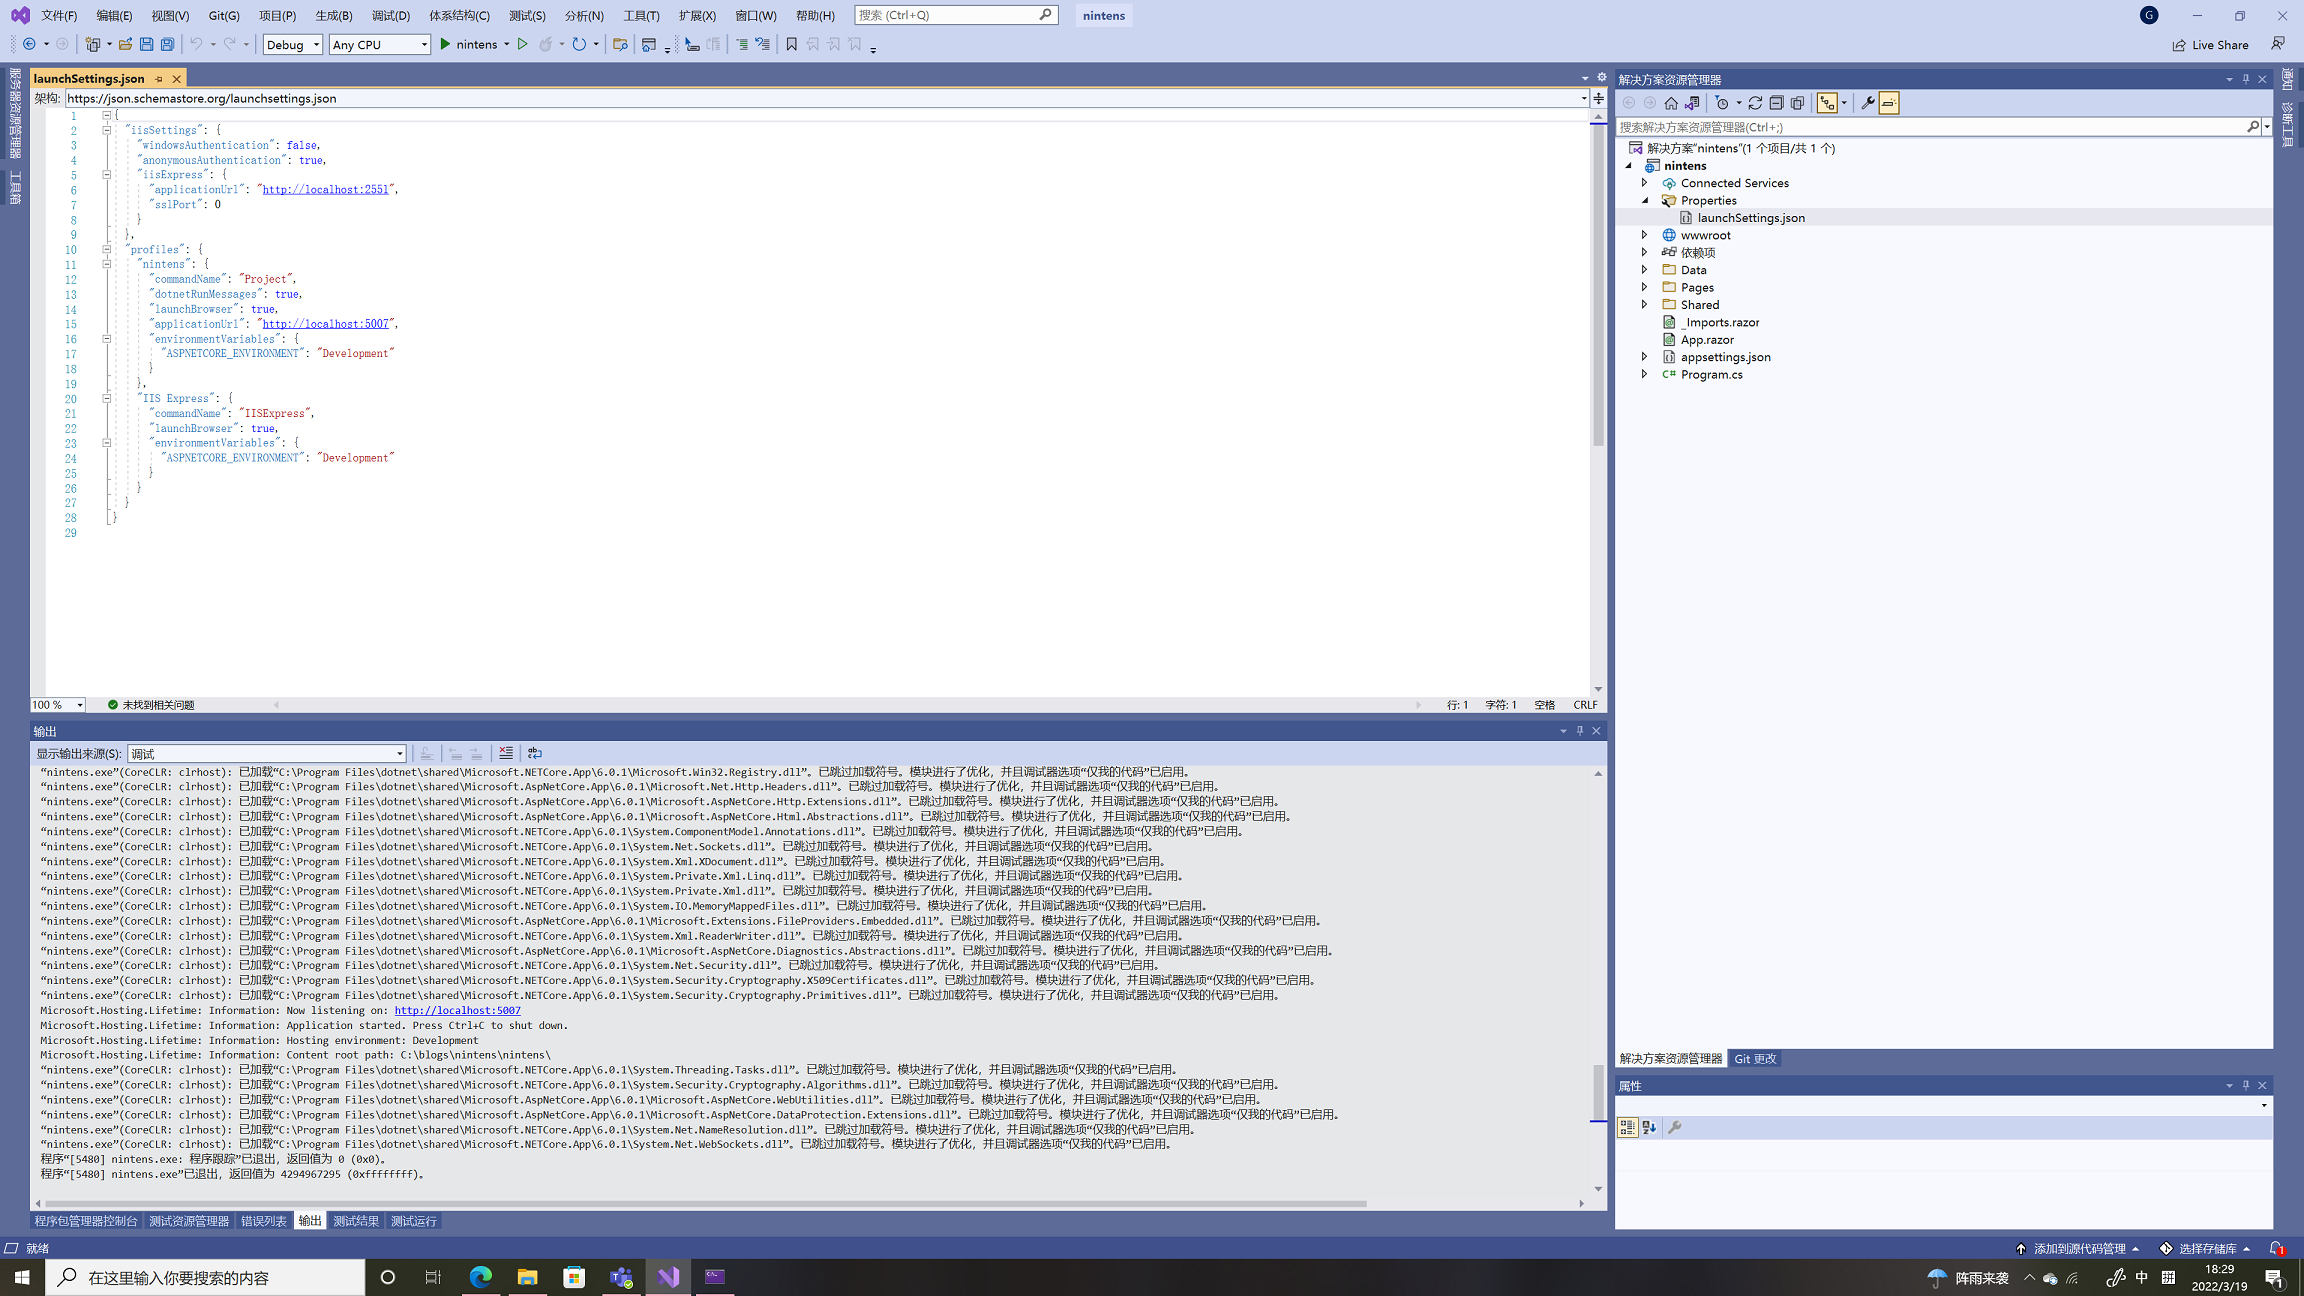 文件(F) 编辑(E) 视图(V) Git(G) 项目(P) 生成(B) 调试(D) 体系结构(C) 测试(S) 分析(N) 工具(T) 扩展(X) 窗口(W) 帮助(H) 搜索 (Ctrl+Q) nintens G
Debug Any CPU nintens Live Share
服务器资源管理器
工具箱
launchSettings.json
架构: https://json.schemastore.org/launchsettings.json
1 {
2 "iisSettings": {
3 "windowsAuthentication": false,
4 "anonymousAuthentication": true,
5 "iisExpress": {
6 "applicationUrl": "http://localhost:2551",
7 "sslPort": 0
8 }
9 },
10 "profiles": {
11 "nintens": {
12 "commandName": "Project",
13 "dotnetRunMessages": true,
14 "launchBrowser": true,
15 "applicationUrl": "http://localhost:5007",
16 "environmentVariables": {
17 "ASPNETCORE_ENVIRONMENT": "Development"
18 }
19 },
20 "IIS Express": {
21 "commandName": "IISExpress",
22 "launchBrowser": true,
23 "environmentVariables": {
24 "ASPNETCORE_ENVIRONMENT": "Development"
25 }
26 }
27 }
28 }
29
100 % 未找到相关问题 行: 1 字符: 1 空格 CRLF
输出
显示输出来源(S): 调试
“nintens.exe”(CoreCLR: clrhost): 已加载“C:\Program Files\dotnet\shared\Microsoft.NETCore.App\6.0.1\Microsoft.Win32.Registry.dll”。已跳过加载符号。模块进行了优化，并且调试器选项“仅我的代码”已启用。
“nintens.exe”(CoreCLR: clrhost): 已加载“C:\Program Files\dotnet\shared\Microsoft.AspNetCore.App\6.0.1\Microsoft.Net.Http.Headers.dll”。已跳过加载符号。模块进行了优化，并且调试器选项“仅我的代码”已启用。
“nintens.exe”(CoreCLR: clrhost): 已加载“C:\Program Files\dotnet\shared\Microsoft.AspNetCore.App\6.0.1\Microsoft.AspNetCore.Http.Extensions.dll”。已跳过加载符号。模块进行了优化，并且调试器选项“仅我的代码”已启用。
“nintens.exe”(CoreCLR: clrhost): 已加载“C:\Program Files\dotnet\shared\Microsoft.AspNetCore.App\6.0.1\Microsoft.AspNetCore.Html.Abstractions.dll”。已跳过加载符号。模块进行了优化，并且调试器选项“仅我的代码”已启用。
“nintens.exe”(CoreCLR: clrhost): 已加载“C:\Program Files\dotnet\shared\Microsoft.NETCore.App\6.0.1\System.ComponentModel.Annotations.dll”。已跳过加载符号。模块进行了优化，并且调试器选项“仅我的代码”已启用。
“nintens.exe”(CoreCLR: clrhost): 已加载“C:\Program Files\dotnet\shared\Microsoft.NETCore.App\6.0.1\System.Net.Sockets.dll”。已跳过加载符号。模块进行了优化，并且调试器选项“仅我的代码”已启用。
“nintens.exe”(CoreCLR: clrhost): 已加载“C:\Program Files\dotnet\shared\Microsoft.NETCore.App\6.0.1\System.Xml.XDocument.dll”。已跳过加载符号。模块进行了优化，并且调试器选项“仅我的代码”已启用。
“nintens.exe”(CoreCLR: clrhost): 已加载“C:\Program Files\dotnet\shared\Microsoft.NETCore.App\6.0.1\System.Private.Xml.Linq.dll”。已跳过加载符号。模块进行了优化，并且调试器选项“仅我的代码”已启用。
“nintens.exe”(CoreCLR: clrhost): 已加载“C:\Program Files\dotnet\shared\Microsoft.NETCore.App\6.0.1\System.Private.Xml.dll”。已跳过加载符号。模块进行了优化，并且调试器选项“仅我的代码”已启用。
“nintens.exe”(CoreCLR: clrhost): 已加载“C:\Program Files\dotnet\shared\Microsoft.NETCore.App\6.0.1\System.IO.MemoryMappedFiles.dll”。已跳过加载符号。模块进行了优化，并且调试器选项“仅我的代码”已启用。
“nintens.exe”(CoreCLR: clrhost): 已加载“C:\Program Files\dotnet\shared\Microsoft.AspNetCore.App\6.0.1\Microsoft.Extensions.FileProviders.Embedded.dll”。已跳过加载符号。模块进行了优化，并且调试器选项“仅我的代码”已启用。
“nintens.exe”(CoreCLR: clrhost): 已加载“C:\Program Files\dotnet\shared\Microsoft.NETCore.App\6.0.1\System.Xml.ReaderWriter.dll”。已跳过加载符号。模块进行了优化，并且调试器选项“仅我的代码”已启用。
“nintens.exe”(CoreCLR: clrhost): 已加载“C:\Program Files\dotnet\shared\Microsoft.AspNetCore.App\6.0.1\Microsoft.AspNetCore.Diagnostics.Abstractions.dll”。已跳过加载符号。模块进行了优化，并且调试器选项“仅我的代码”已启用。
“nintens.exe”(CoreCLR: clrhost): 已加载“C:\Program Files\dotnet\shared\Microsoft.NETCore.App\6.0.1\System.Net.Security.dll”。已跳过加载符号。模块进行了优化，并且调试器选项“仅我的代码”已启用。
“nintens.exe”(CoreCLR: clrhost): 已加载“C:\Program Files\dotnet\shared\Microsoft.NETCore.App\6.0.1\System.Security.Cryptography.X509Certificates.dll”。已跳过加载符号。模块进行了优化，并且调试器选项“仅我的代码”已启用。
“nintens.exe”(CoreCLR: clrhost): 已加载“C:\Program Files\dotnet\shared\Microsoft.NETCore.App\6.0.1\System.Security.Cryptography.Primitives.dll”。已跳过加载符号。模块进行了优化，并且调试器选项“仅我的代码”已启用。
Microsoft.Hosting.Lifetime: Information: Now listening on: http://localhost:5007
Microsoft.Hosting.Lifetime: Information: Application started. Press Ctrl+C to shut down.
Microsoft.Hosting.Lifetime: Information: Hosting environment: Development
Microsoft.Hosting.Lifetime: Information: Content root path: C:\blogs\nintens\nintens\
“nintens.exe”(CoreCLR: clrhost): 已加载“C:\Program Files\dotnet\shared\Microsoft.NETCore.App\6.0.1\System.Threading.Tasks.dll”。已跳过加载符号。模块进行了优化，并且调试器选项“仅我的代码”已启用。
“nintens.exe”(CoreCLR: clrhost): 已加载“C:\Program Files\dotnet\shared\Microsoft.NETCore.App\6.0.1\System.Security.Cryptography.Algorithms.dll”。已跳过加载符号。模块进行了优化，并且调试器选项“仅我的代码”已启用。
“nintens.exe”(CoreCLR: clrhost): 已加载“C:\Program Files\dotnet\shared\Microsoft.AspNetCore.App\6.0.1\Microsoft.AspNetCore.WebUtilities.dll”。已跳过加载符号。模块进行了优化，并且调试器选项“仅我的代码”已启用。
“nintens.exe”(CoreCLR: clrhost): 已加载“C:\Program Files\dotnet\shared\Microsoft.AspNetCore.App\6.0.1\Microsoft.AspNetCore.DataProtection.Extensions.dll”。已跳过加载符号。模块进行了优化，并且调试器选项“仅我的代码”已启用。
“nintens.exe”(CoreCLR: clrhost): 已加载“C:\Program Files\dotnet\shared\Microsoft.NETCore.App\6.0.1\System.Net.NameResolution.dll”。已跳过加载符号。模块进行了优化，并且调试器选项“仅我的代码”已启用。
“nintens.exe”(CoreCLR: clrhost): 已加载“C:\Program Files\dotnet\shared\Microsoft.NETCore.App\6.0.1\System.Net.WebSockets.dll”。已跳过加载符号。模块进行了优化，并且调试器选项“仅我的代码”已启用。
程序“[5480] nintens.exe: 程序跟踪”已退出，返回值为 0 (0x0)。
程序“[5480] nintens.exe”已退出，返回值为 4294967295 (0xffffffff)。
程序包管理器控制台 测试资源管理器 错误列表 输出 测试结果 测试运行
解决方案资源管理器
搜索解决方案资源管理器(Ctrl+;)
解决方案"nintens"(1 个项目/共 1 个)
nintens
Connected Services
Properties
launchSettings.json
wwwroot
依赖项
Data
Pages
Shared
_Imports.razor
App.razor
appsettings.json
C# Program.cs
解决方案资源管理器 Git 更改
属性
通知
诊断工具
就绪 添加到源代码管理 选择存储库 1
在这里输入你要搜索的内容 阵雨来袭 中 拼 18:29
2022/3/19 1